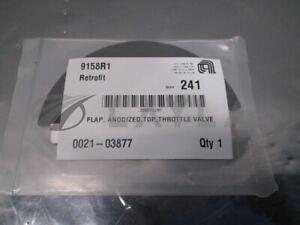 9158R1
Retrofit
241
FLAP, ANODIZED TOP THROTTLE VALVE
0021-03877
Qty 1